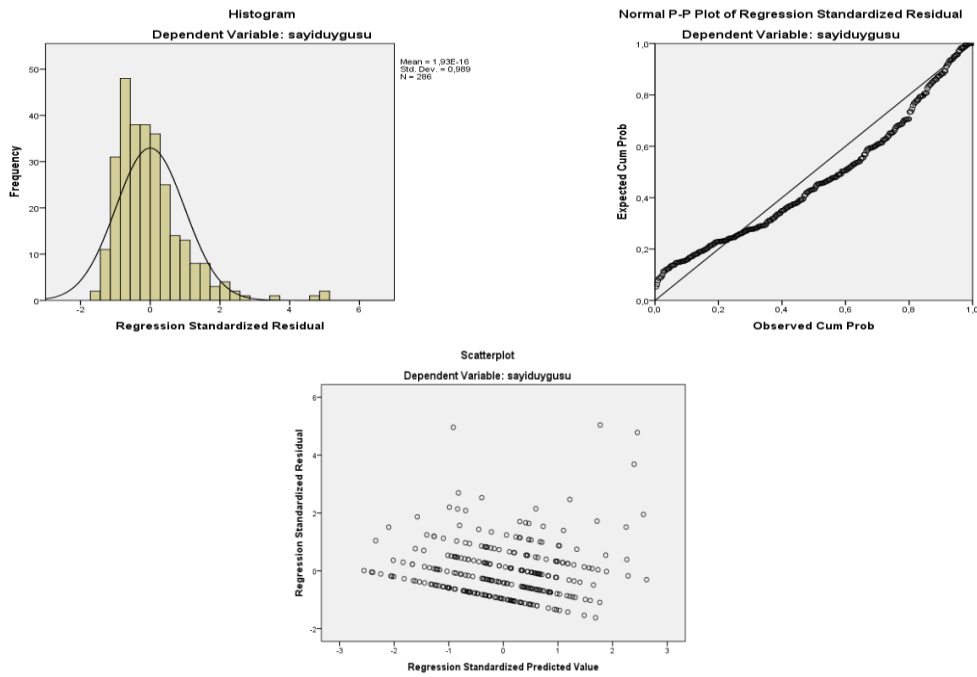 Histogram
Dependent Variable: sayiduygusu
Mean = 1,93E-16
Std. Dev. = 0,989
N = 286
50
40
30
20
10
0
Frequency
-2
0
2
4
6
Regression Standardized Residual
Normal P-P Plot of Regression Standardized Residual
Dependent Variable: sayiduygusu
1,0
0,8
0,6
0,4
0,2
0,0
Expected Cum Prob
0,0
0,2
0,4
0,6
0,8
1,0
Observed Cum Prob
Scatterplot
Dependent Variable: sayiduygusu
6
4
2
0
-2
Regression Standardized Residual
-3
-2
-1
0
1
2
3
Regression Standardized Predicted Value